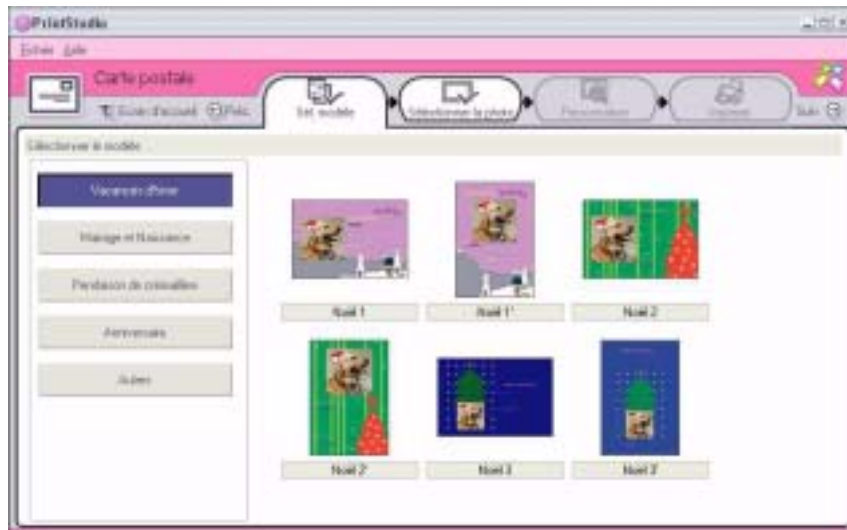 PrintStudio
Fichier Aide
Carte postale
Ecran d'accueil Préc.
Sél. modèle
Sélectionner la photo
Personnaliser
Imprimer
Suiv.
Sélectionner le modèle
Vacances d'hiver
Mariage et Naissance
Pendaison de crémaillère
Anniversaire
Autres
Noël 1
Noël 1'
Noël 2
Noël 2'
Noël 3
Noël 3'